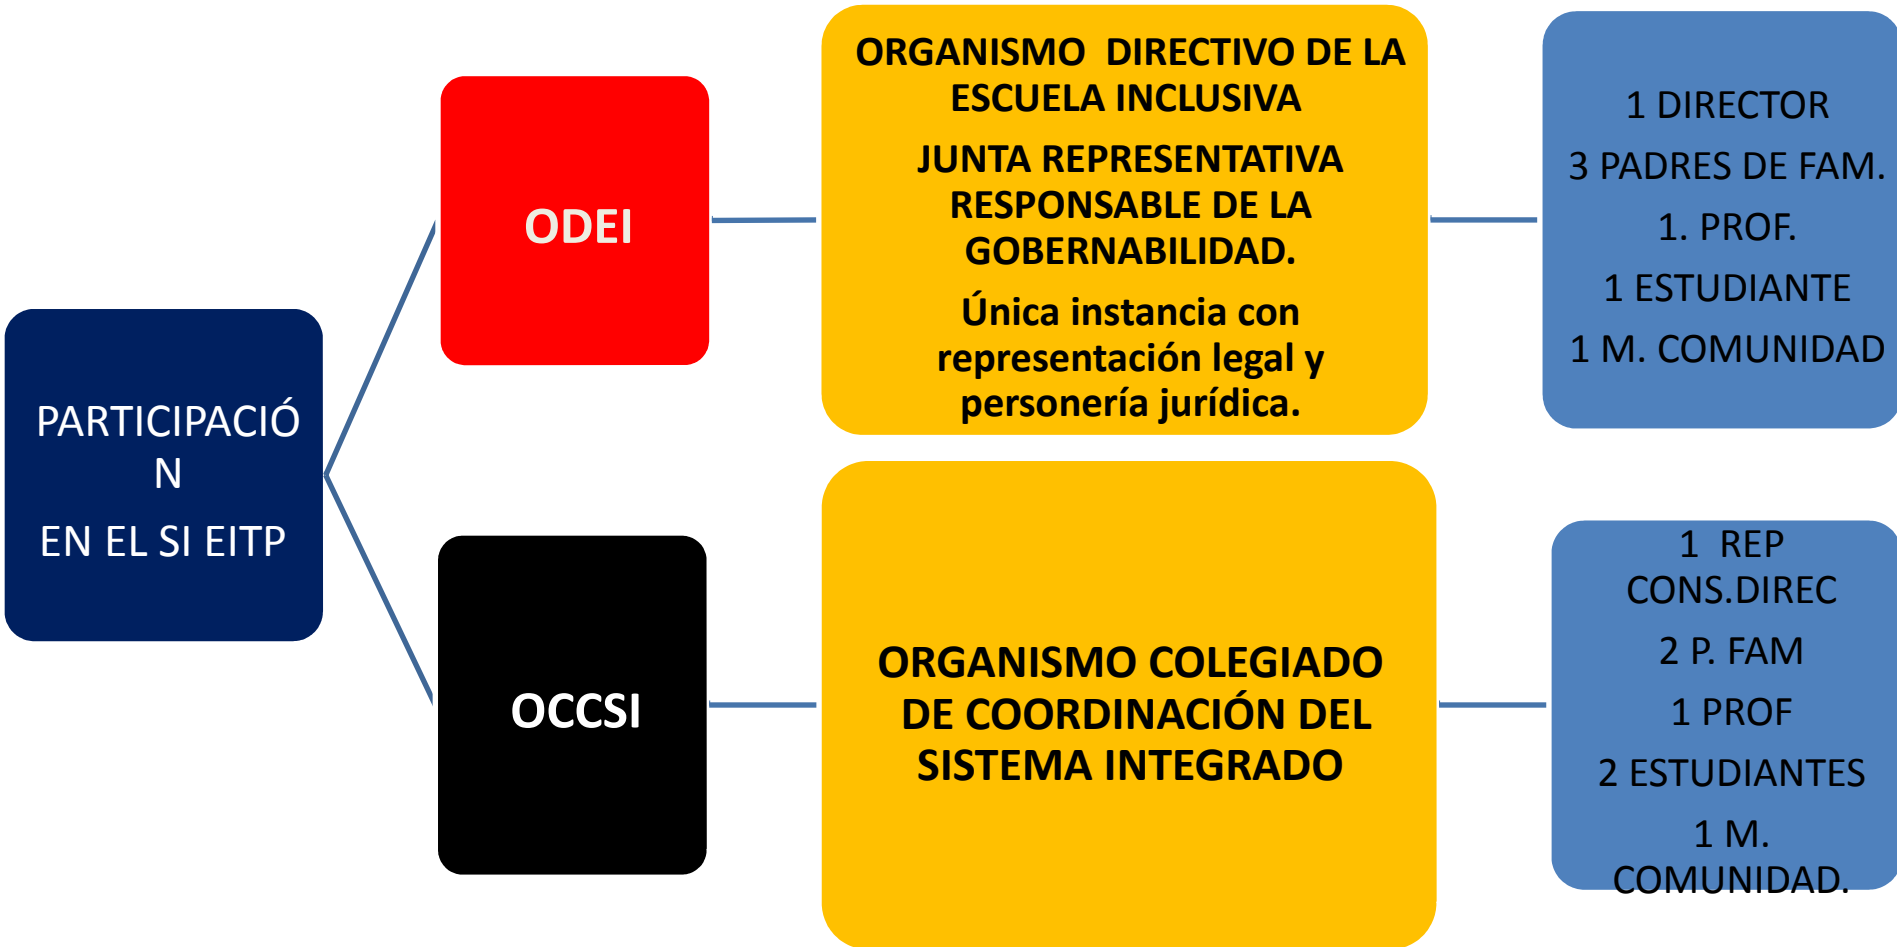 PARTICIPACIÓ
N
EN EL SI EITP
ODEI
ORGANISMO  DIRECTIVO DE LA
ESCUELA INCLUSIVA
JUNTA REPRESENTATIVA
RESPONSABLE DE LA
GOBERNABILIDAD.
Única instancia con
representación legal y
personería jurídica.
1 DIRECTOR
3 PADRES DE FAM.
1. PROF.
1 ESTUDIANTE
1 M. COMUNIDAD
OCCSI
ORGANISMO COLEGIADO
DE COORDINACIÓN DEL
SISTEMA INTEGRADO
1  REP
CONS.DIREC
2 P. FAM
1 PROF
2 ESTUDIANTES
1 M.
COMUNIDAD.